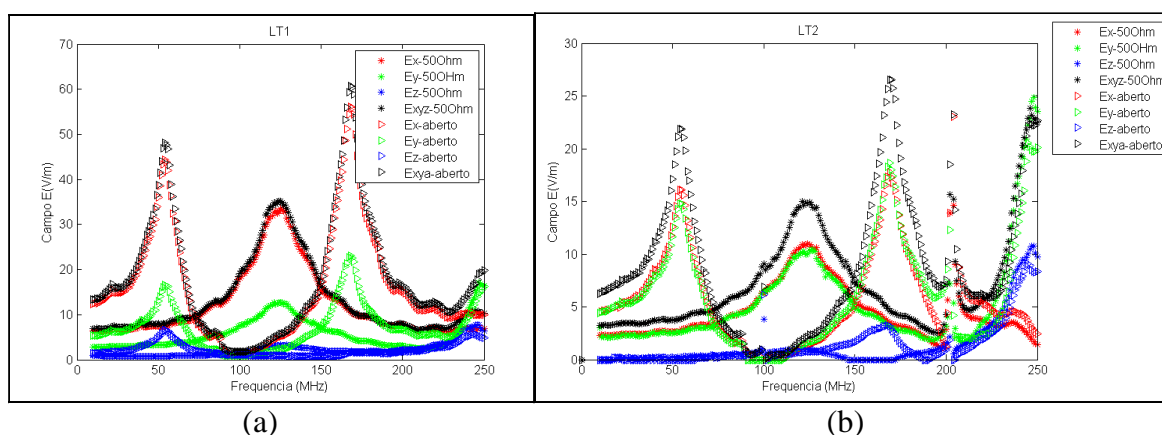 LT1
70
60
50
40
30
20
10
0
Campo E(V/m)
0 50 100 150 200 250
Frequencia (MHz)
Ex-50Ohm
Ey-50OHm
Ez-50Ohm
Exyz-50Ohm
Ex-aberto
Ey-aberto
Ez-aberto
Exya-aberto
(a)
LT2
30
25
20
15
10
5
0
Campo E(V/m)
0 50 100 150 200 250
Frequencia (MHz)
Ex-50Ohm
Ey-50OHm
Ez-50Ohm
Exyz-50Ohm
Ex-aberto
Ey-aberto
Ez-aberto
Exya-aberto
(b)